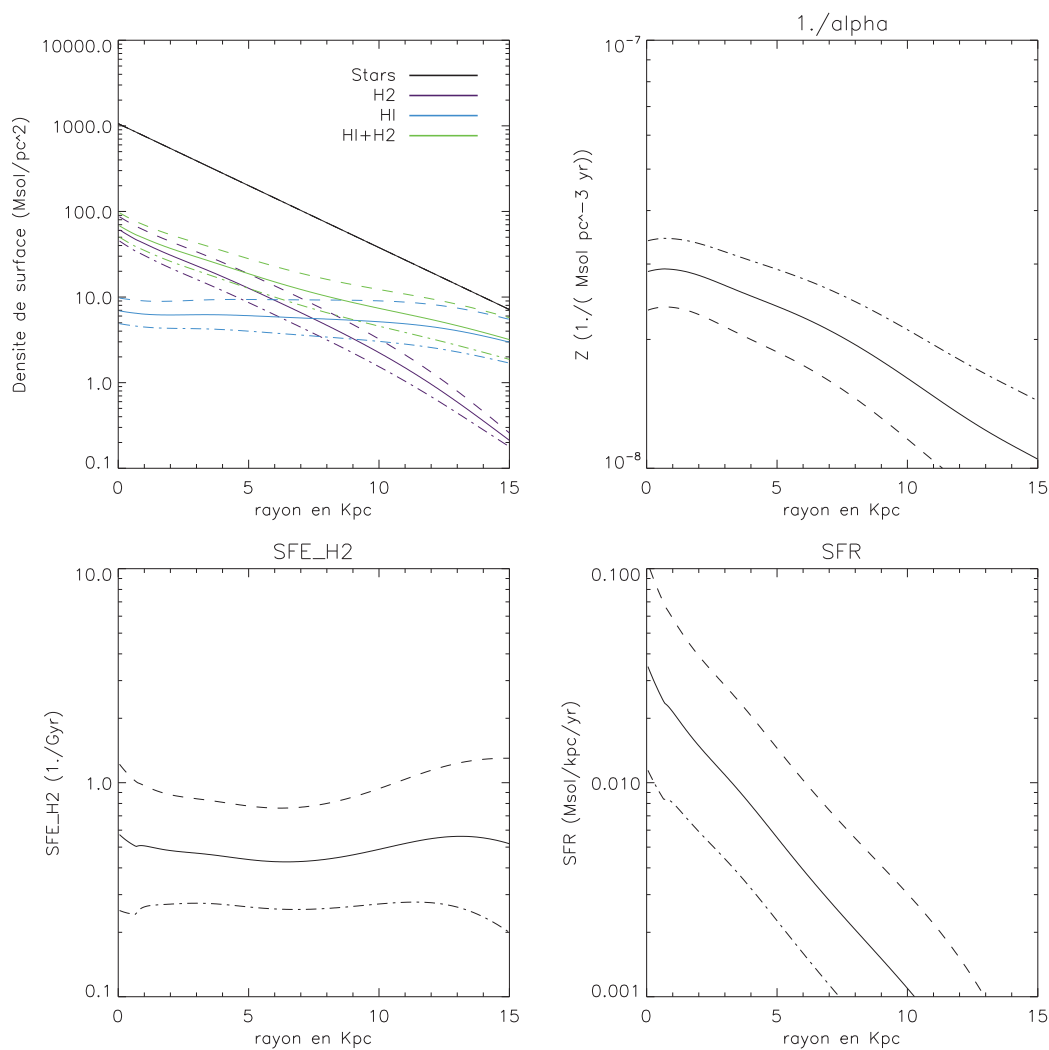 10000.0
1000.0
100.0
10.0
1.0
0.1
Densite de surface (Msol/pc^2)
Stars
H2
HI
HI+H2
0 5 10 15
rayon en Kpc
1./alpha
10^-7
10^-8
Z (1./( Msol pc^-3 yr))
0 5 10 15
rayon en Kpc
SFE_H2
10.0
1.0
0.1
SFE_H2 (1./Gyr)
0 5 10 15
rayon en Kpc
SFR
0.100
0.010
0.001
SFR (Msol/kpc/yr)
0 5 10 15
rayon en Kpc